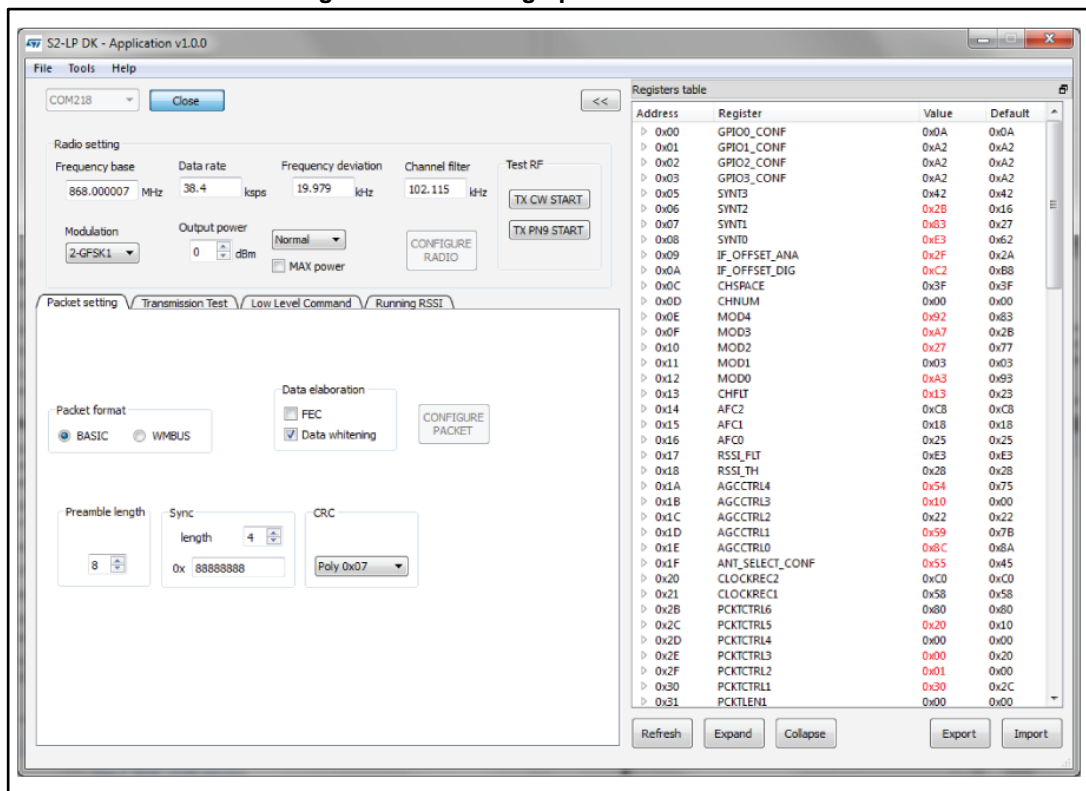 S2-LP DK - Application v1.0.0
File Tools Help
COM218 Close <<
Radio setting
Frequency base Data rate Frequency deviation Channel filter Test RF
868.000007 MHz 38.4 ksps 19.979 kHz 102.115 kHz TX CW START
Modulation Output power TX PN9 START
2-GFSK1 0 dBm Normal CONFIGURE RADIO
MAX power
Packet setting Transmission Test Low Level Command Running RSSI
Data elaboration
Packet format FEC CONFIGURE PACKET
BASIC WMBUS Data whitening
Preamble length Sync CRC
length 4
8 0x 88888888 Poly 0x07
Registers table
Address Register Value Default
0x00 GPIO0_CONF 0x0A 0x0A
0x01 GPIO1_CONF 0xA2 0xA2
0x02 GPIO2_CONF 0xA2 0xA2
0x03 GPIO3_CONF 0xA2 0xA2
0x05 SYNT3 0x42 0x42
0x06 SYNT2 0x2B 0x16
0x07 SYNT1 0x83 0x27
0x08 SYNT0 0xE3 0x62
0x09 IF_OFFSET_ANA 0x2F 0x2A
0x0A IF_OFFSET_DIG 0xC2 0xB8
0x0C CHSPACE 0x3F 0x3F
0x0D CHNUM 0x00 0x00
0x0E MOD4 0x92 0x83
0x0F MOD3 0xA7 0x2B
0x10 MOD2 0x27 0x77
0x11 MOD1 0x03 0x03
0x12 MOD0 0xA3 0x93
0x13 CHFLT 0x13 0x23
0x14 AFC2 0xC8 0xC8
0x15 AFC1 0x18 0x18
0x16 AFC0 0x25 0x25
0x17 RSSI_FLT 0xE3 0xE3
0x18 RSSI_TH 0x28 0x28
0x1A AGCCTRL4 0x54 0x75
0x1B AGCCTRL3 0x10 0x00
0x1C AGCCTRL2 0x22 0x22
0x1D AGCCTRL1 0x59 0x7B
0x1E AGCCTRL0 0x8C 0x8A
0x1F ANT_SELECT_CONF 0x55 0x45
0x20 CLOCKREC2 0xC0 0xC0
0x21 CLOCKREC1 0x58 0x58
0x2B PCKTCTRL6 0x80 0x80
0x2C PCKTCTRL5 0x20 0x10
0x2D PCKTCTRL4 0x00 0x00
0x2E PCKTCTRL3 0x00 0x20
0x2F PCKTCTRL2 0x01 0x00
0x30 PCKTCTRL1 0x30 0x2C
0x31 PCKTLEN1 0x00 0x00
Refresh Expand Collapse Export Import